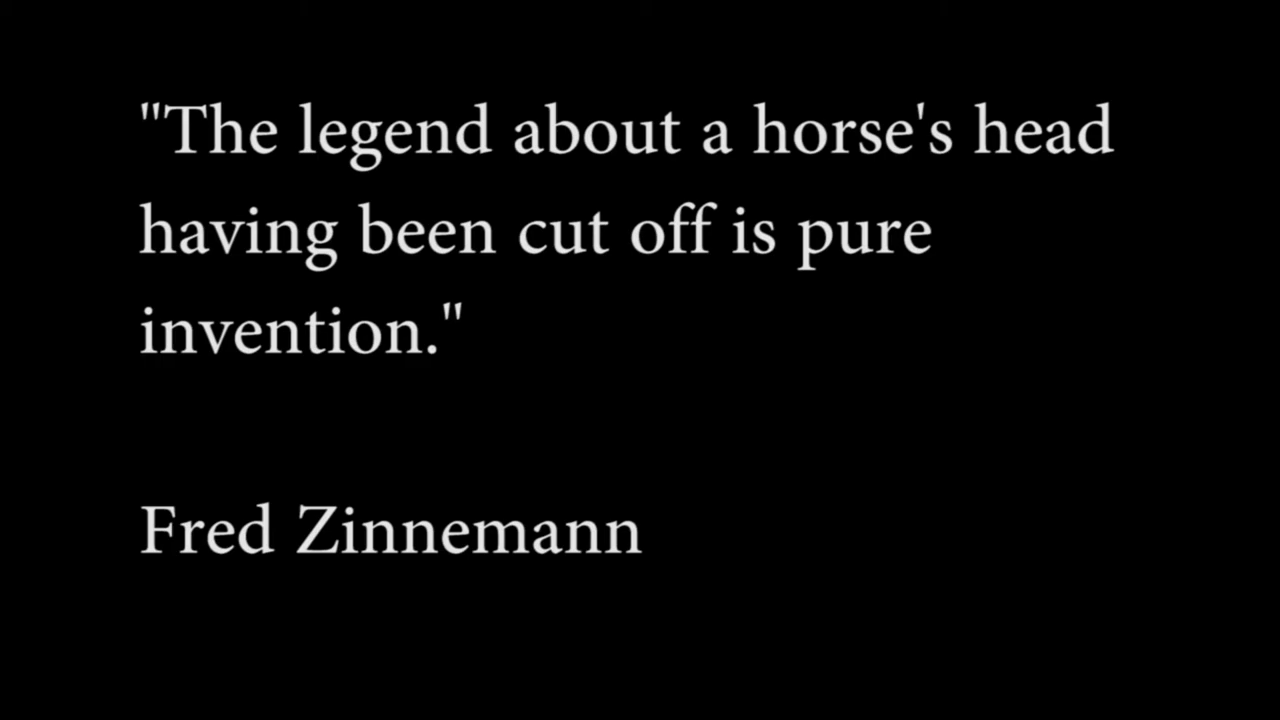 "The legend about a horse's head
having been cut off is pure
invention."
Fred Zinnemann